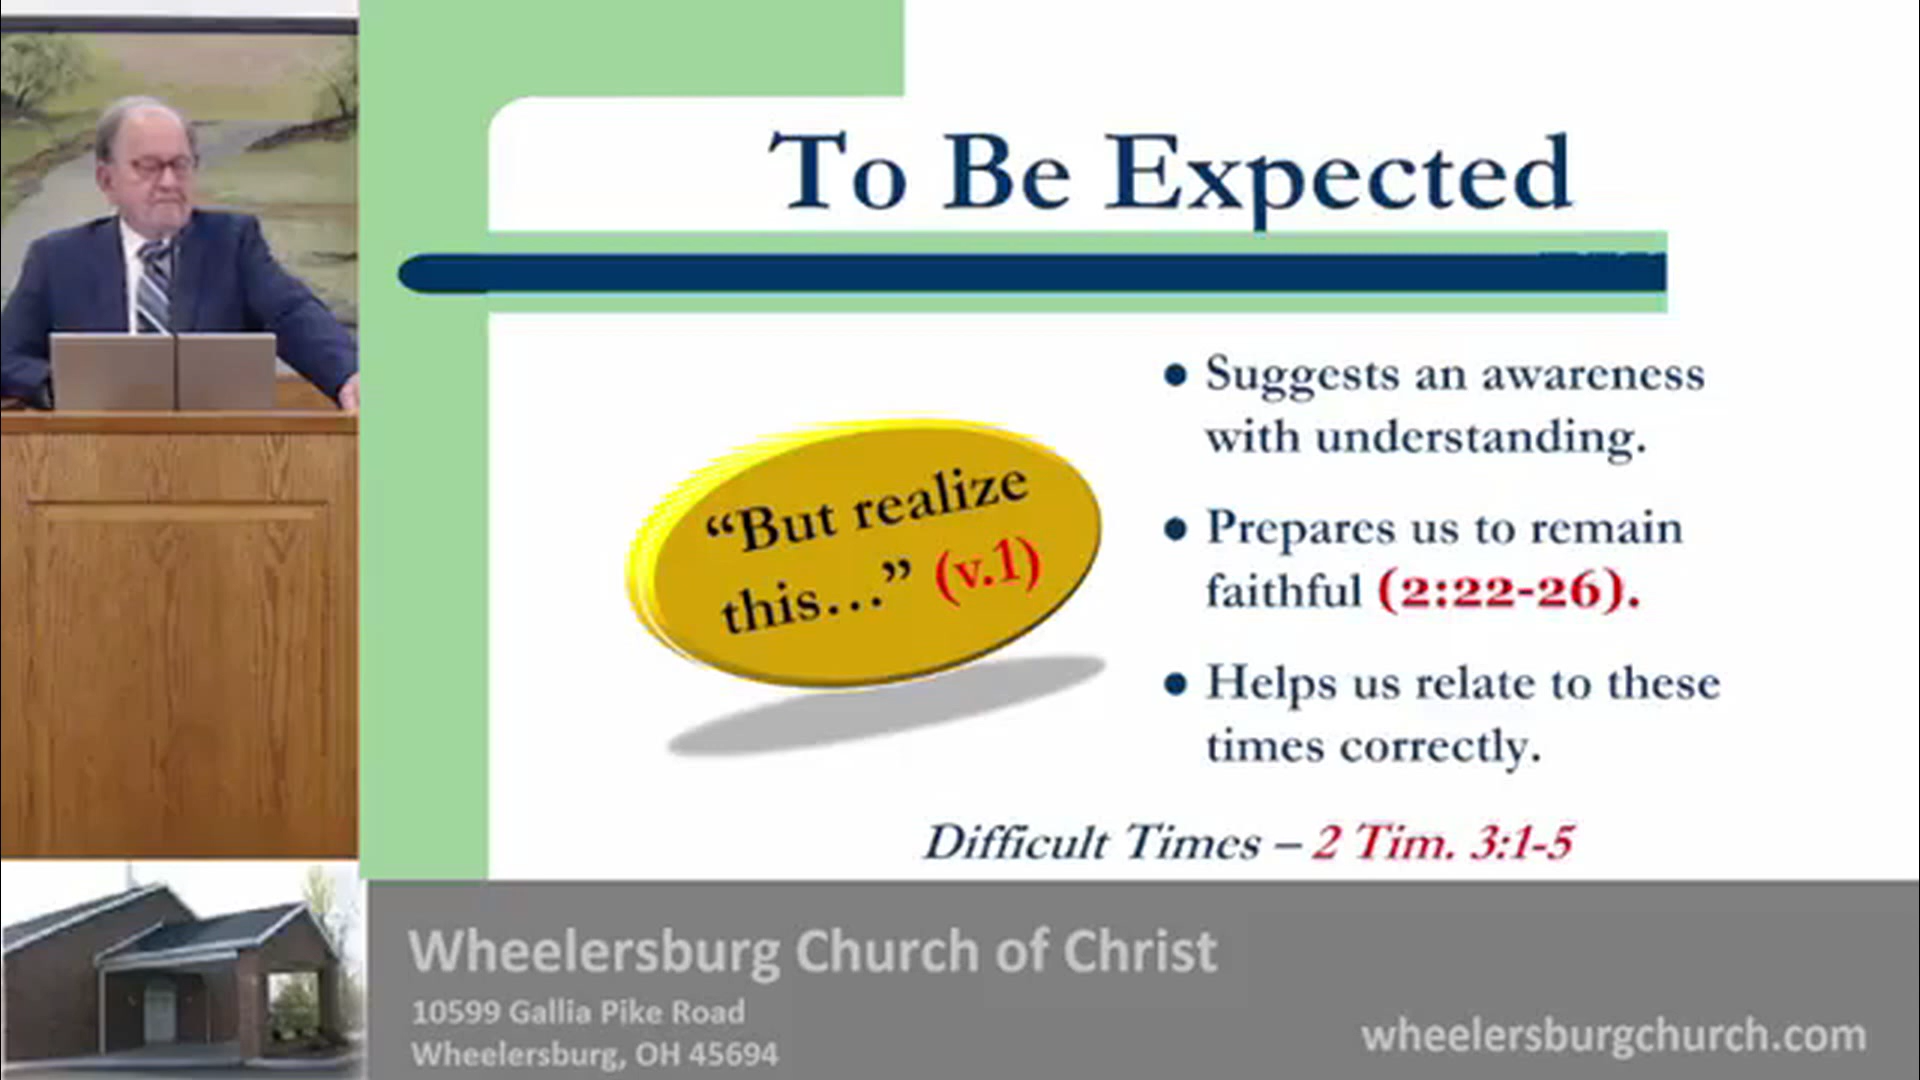 To Be Expected
“But realize
this…” (v.1)
• Suggests an awareness
with understanding.
• Prepares us to remain
faithful (2:22-26).
• Helps us relate to these
times correctly.
Difficult Times – 2 Tim. 3:1-5
Wheelersburg Church of Christ
10599 Gallia Pike Road
Wheelersburg, OH 45694
wheelersburgchurch.com